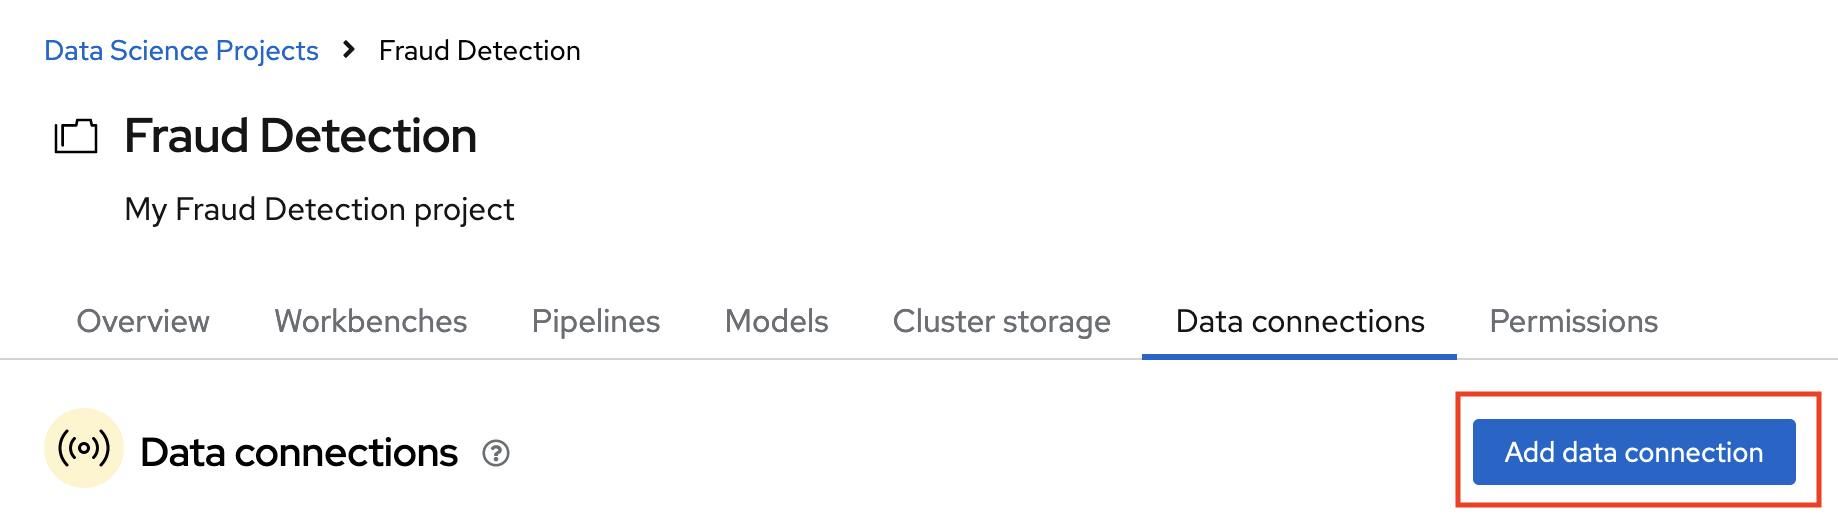 Data Science Projects > Fraud Detection
Fraud Detection
My Fraud Detection project
Overview Workbenches Pipelines Models Cluster storage Data connections Permissions
Data connections ? Add data connection